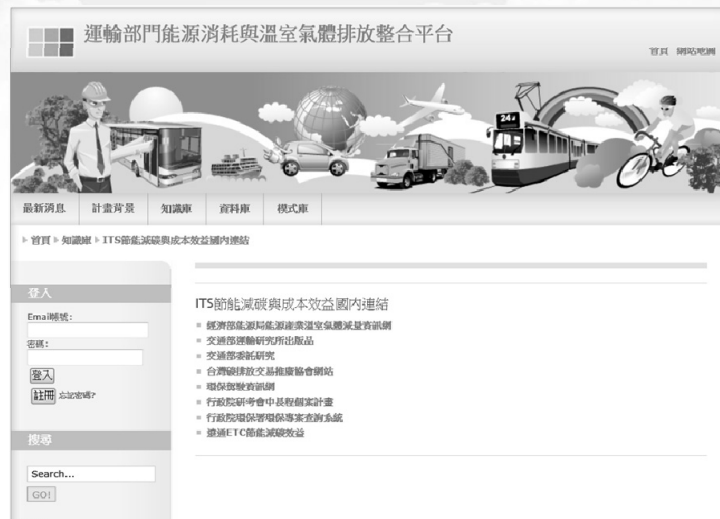 運輸部門能源消耗與溫室氣體排放整合平台
首頁 網站地圖
24
最新消息 計畫背景 知識庫 資料庫 模式庫
首頁 知識庫 ITS節能減碳與成本效益國內連結
登入
Email帳號:
密碼:
登入
註冊 忘記密碼?
搜尋
Search...
GO!
ITS節能減碳與成本效益國內連結
經濟部能源局能源產業溫室氣體減量資訊網
交通部運輸研究所出版品
交通部委託研究
台灣碳排放交易推廣協會網站
環保駕駛資訊網
行政院研考會中長程個案計畫
行政院環保署環保專案查詢系統
遠通ETC節能減碳效益